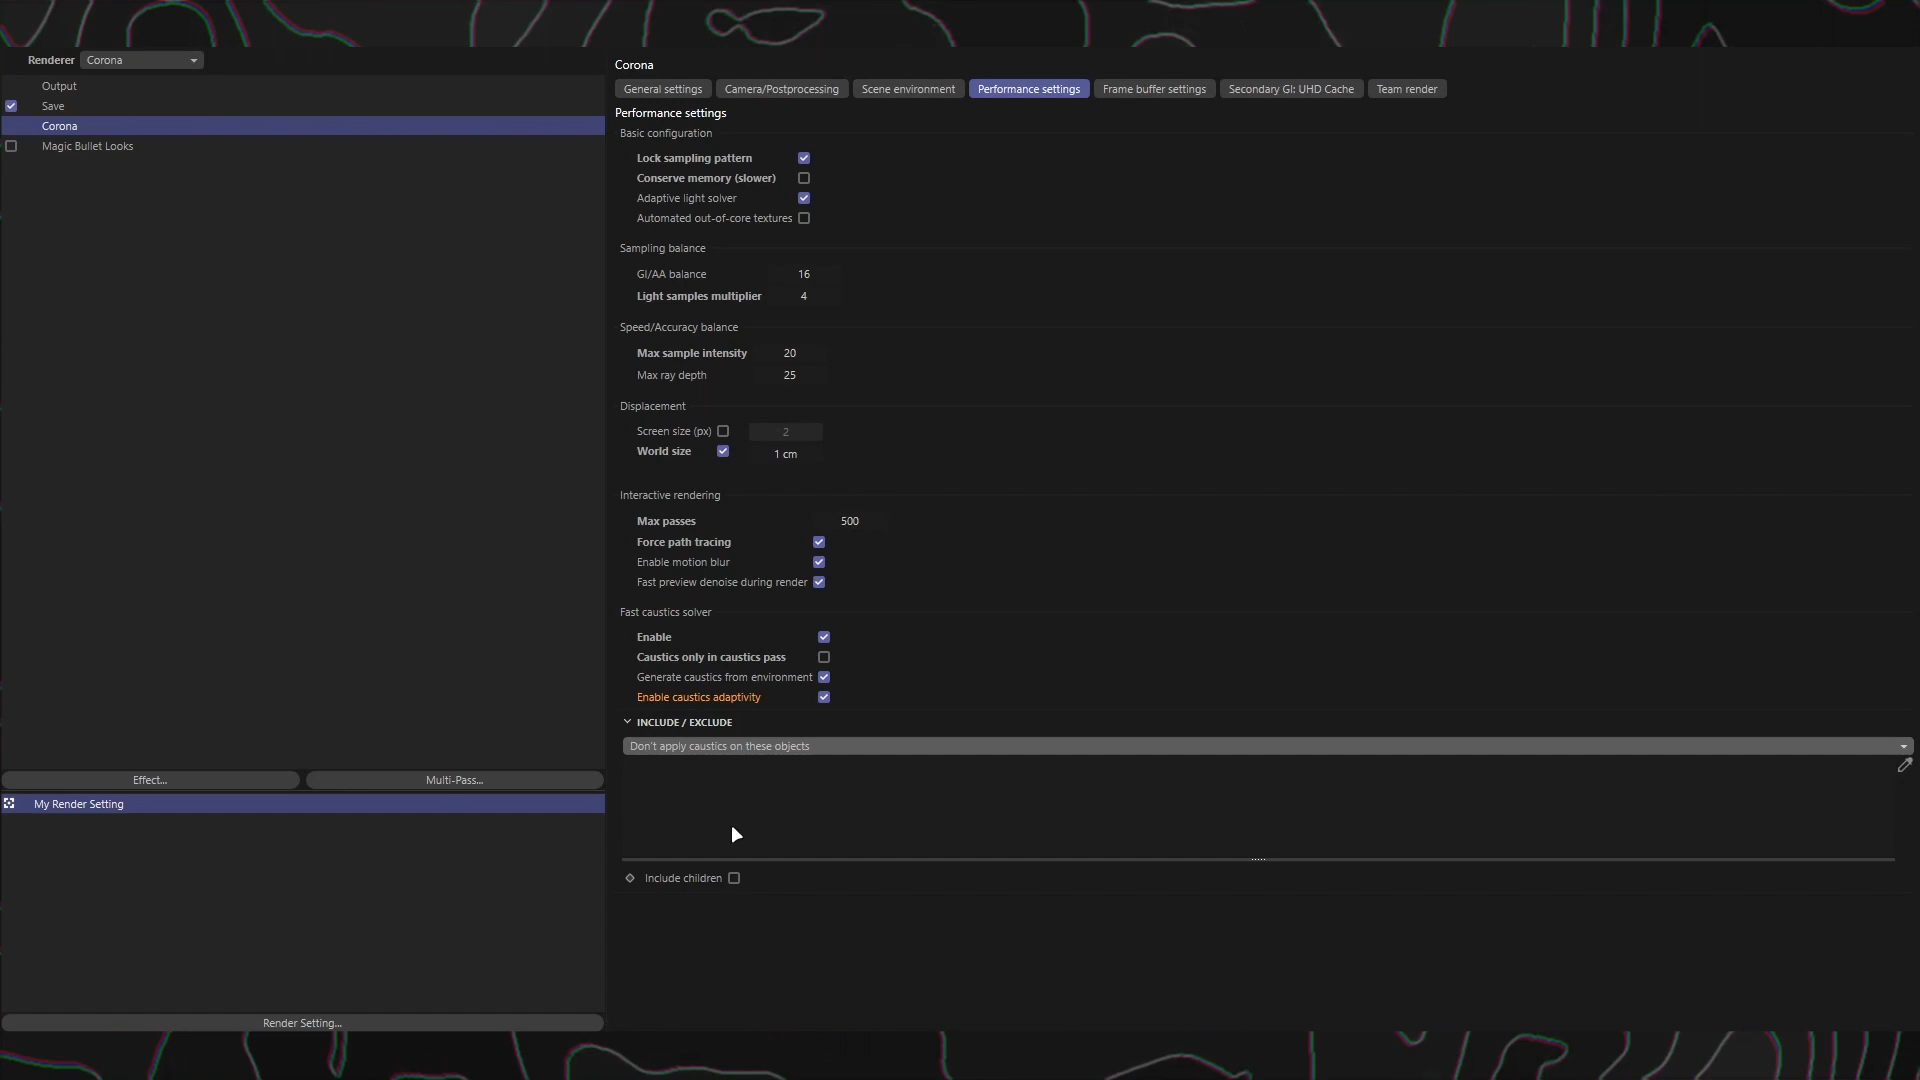 Renderer Corona
Output
Save
Corona
Magic Bullet Looks
Effect... Multi-Pass...
My Render Setting
Render Setting...
Corona
General settings Camera/Postprocessing Scene environment Performance settings Frame buffer settings Secondary GI: UHD Cache Team render
Performance settings
Basic configuration
Lock sampling pattern
Conserve memory (slower)
Adaptive light solver
Automated out-of-core textures
Sampling balance
GI/AA balance 16
Light samples multiplier 4
Speed/Accuracy balance
Max sample intensity 20
Max ray depth 25
Displacement
Screen size (px) 2
World size 1 cm
Interactive rendering
Max passes 500
Force path tracing
Enable motion blur
Fast preview denoise during render
Fast caustics solver
Enable
Caustics only in caustics pass
Generate caustics from environment
Enable caustics adaptivity
INCLUDE / EXCLUDE
Don't apply caustics on these objects
Include children